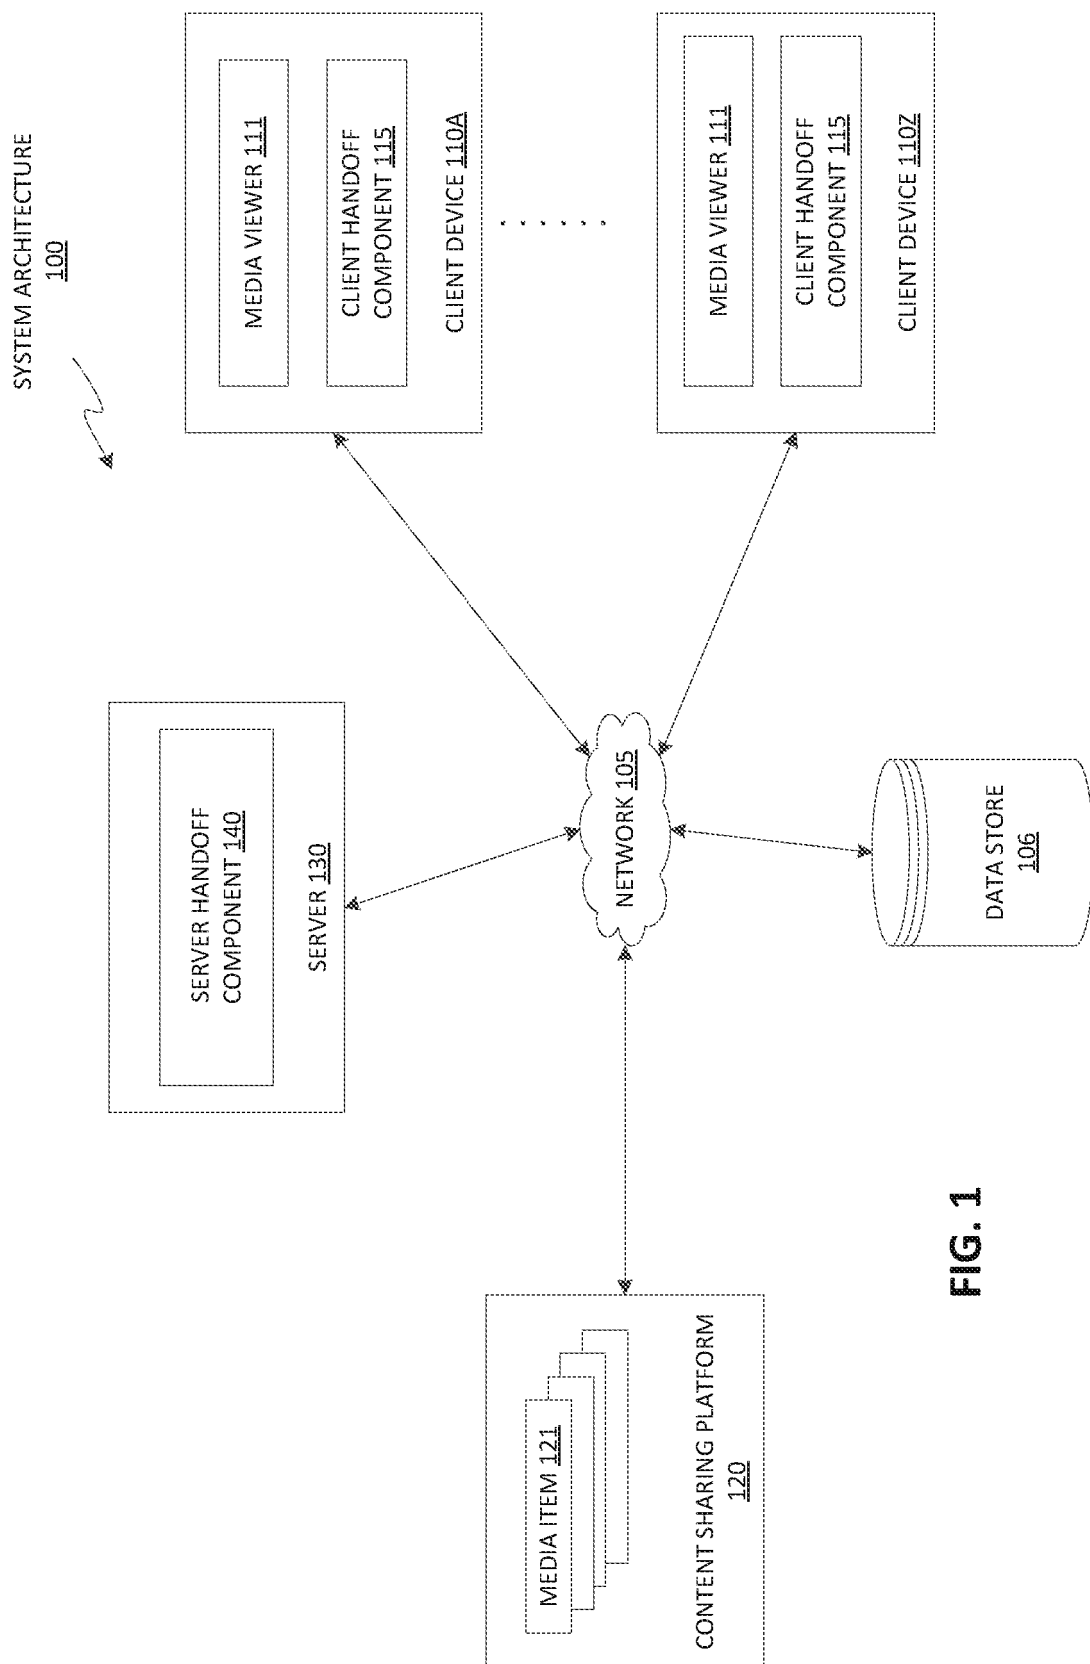 SYSTEM ARCHITECTURE
100
SERVER HANDOFF
COMPONENT 140
SERVER 130
MEDIA VIEWER 111
CLIENT HANDOFF
COMPONENT 115
CLIENT DEVICE 110A
MEDIA ITEM 121
CONTENT SHARING PLATFORM
120
NETWORK 105
MEDIA VIEWER 111
CLIENT HANDOFF
COMPONENT 115
CLIENT DEVICE 110Z
DATA STORE
106
FIG. 1